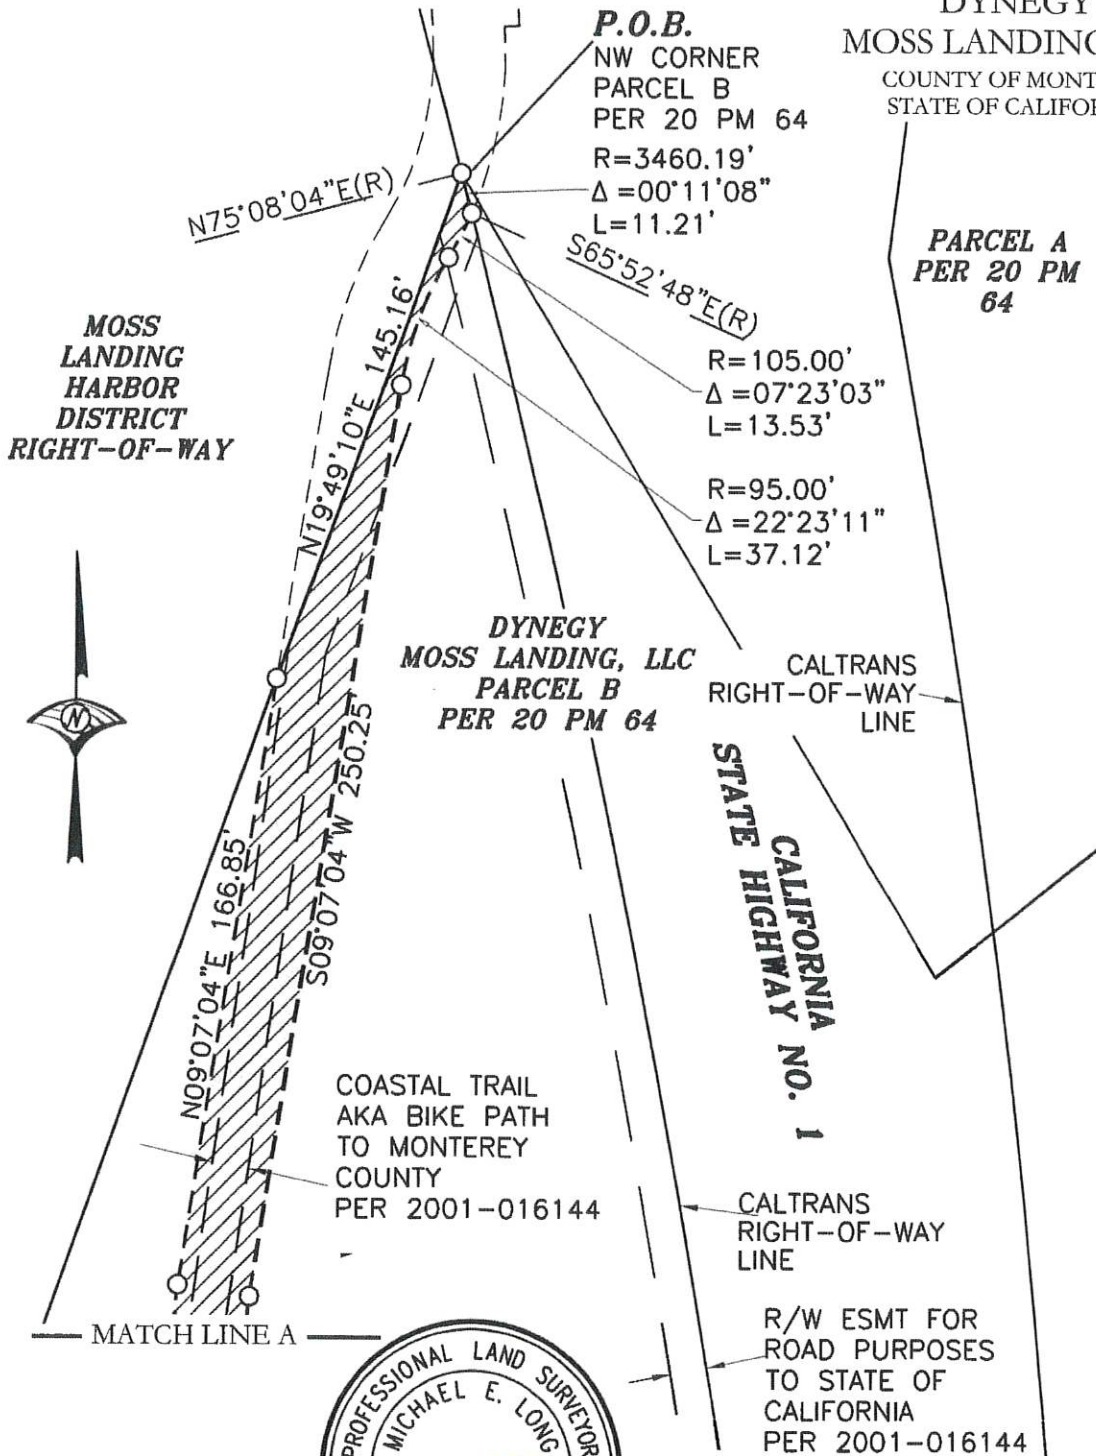 DYNEGY
MOSS LANDING
COUNTY OF MONT
STATE OF CALIFOR
P.O.B.
NW CORNER
PARCEL B
PER 20 PM 64
R=3460.19'
Δ=00°11'08"
L=11.21'
N75°08'04"E(R)
S65°52'48"E(R)
PARCEL A
PER 20 PM
64
MOSS
LANDING
HARBOR
DISTRICT
RIGHT-OF-WAY
N19°49'10"E 145.16'
R=105.00'
Δ=07°23'03"
L=13.53'
R=95.00'
Δ=22°23'11"
L=37.12'
DYNEGY
MOSS LANDING, LLC
PARCEL B
PER 20 PM 64
CALTRANS
RIGHT-OF-WAY
LINE
N
CALIFORNIA
STATE HIGHWAY NO. 1
N09°07'04"E 166.85'
S09°07'04"W 250.25'
COASTAL TRAIL
AKA BIKE PATH
TO MONTEREY
COUNTY
PER 2001-016144
CALTRANS
RIGHT-OF-WAY
LINE
MATCH LINE A
R/W ESMT FOR
ROAD PURPOSES
TO STATE OF
CALIFORNIA
PER 2001-016144
PROFESSIONAL LAND SURVEYOR
MICHAEL E. LONG